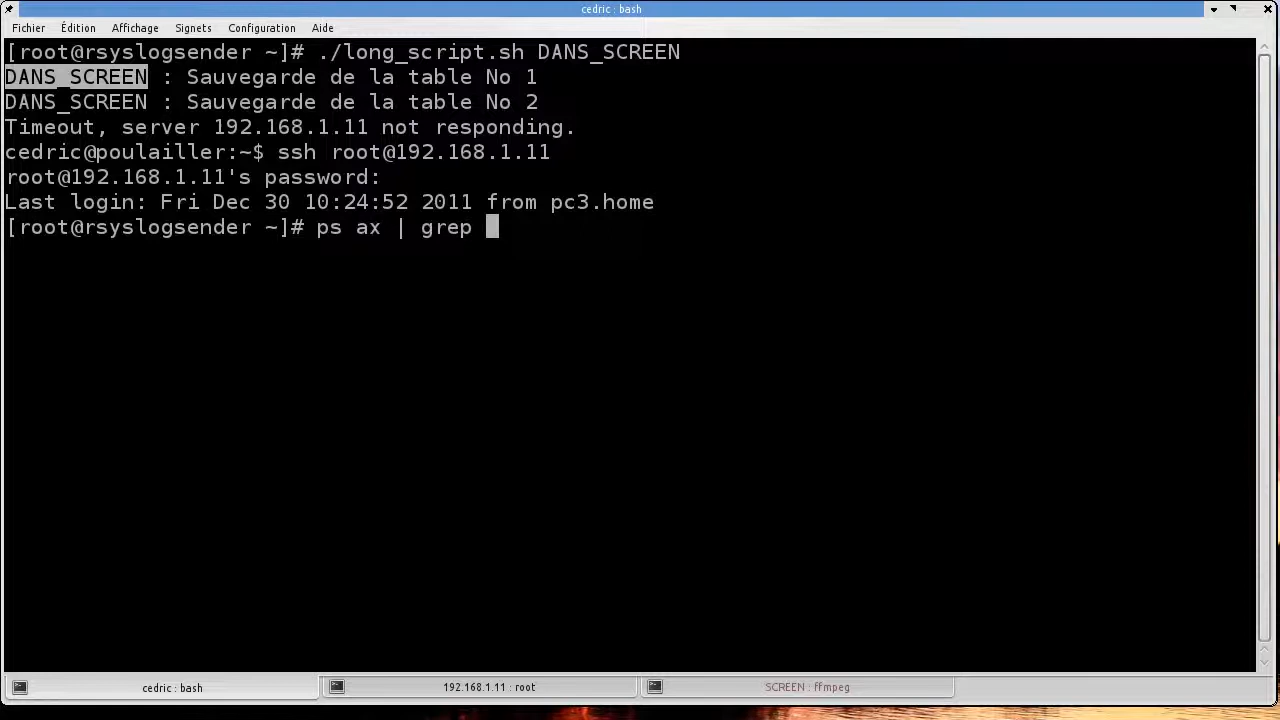 cedric : bash
Fichier Édition Affichage Signets Configuration Aide
[root@rsyslogsender ~]# ./long_script.sh DANS_SCREEN
DANS_SCREEN : Sauvegarde de la table No 1
DANS_SCREEN : Sauvegarde de la table No 2
Timeout, server 192.168.1.11 not responding.
cedric@poulailler:~$ ssh root@192.168.1.11
root@192.168.1.11's password:
Last login: Fri Dec 30 10:24:52 2011 from pc3.home
[root@rsyslogsender ~]# ps ax | grep
cedric : bash 192.168.1.11 : root SCREEN : ffmpeg